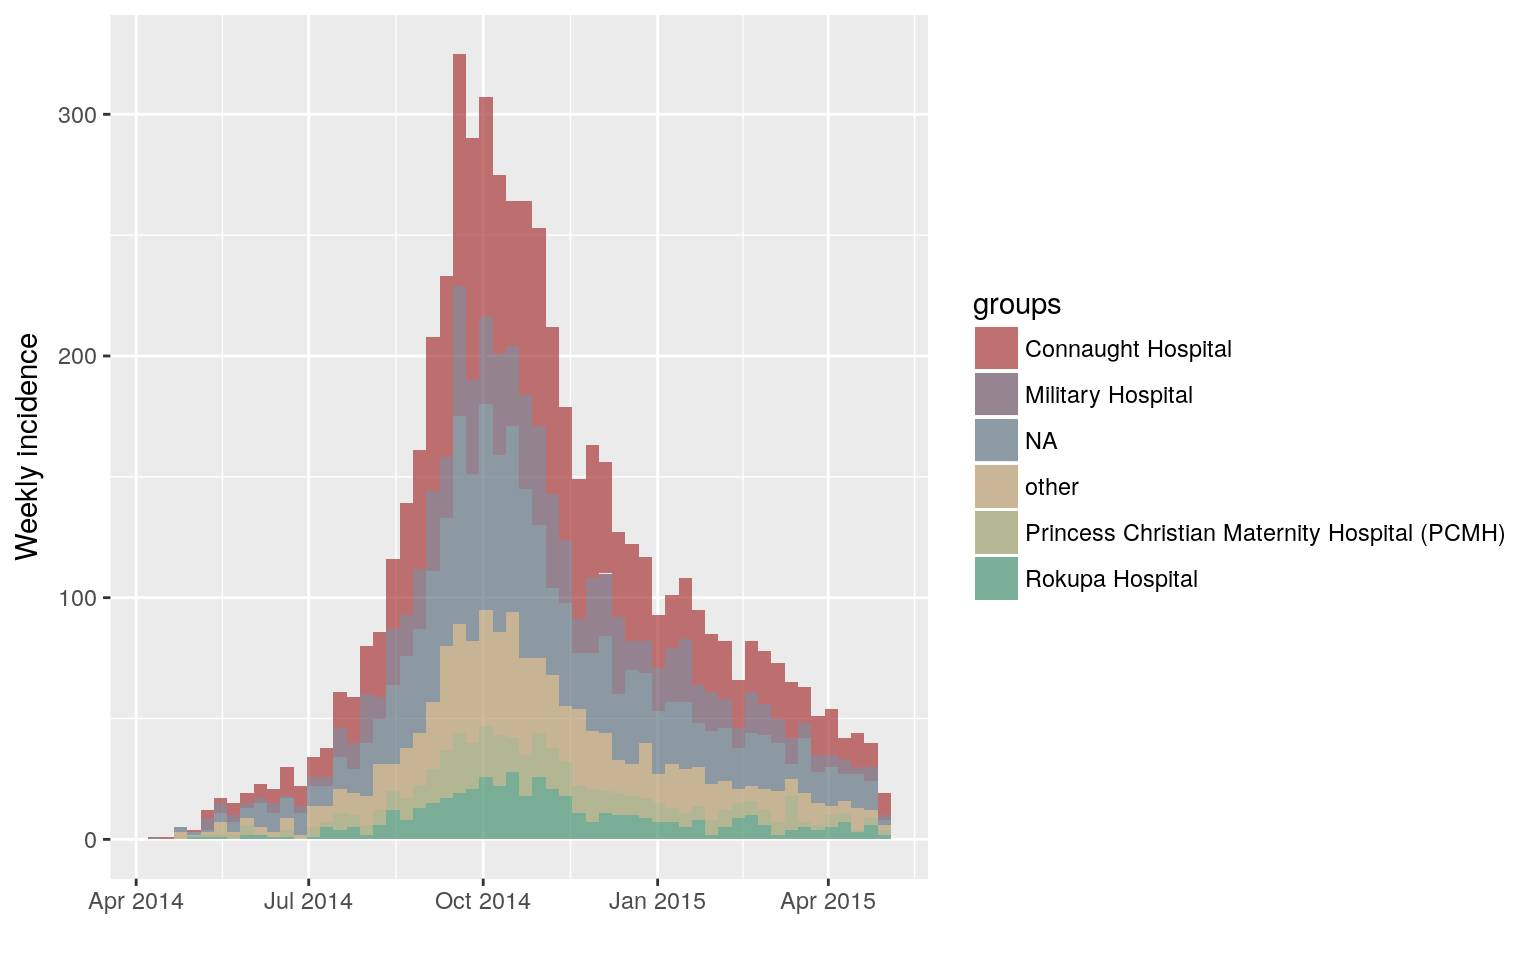 Weekly incidence
300
200
100
0
Apr 2014
Jul 2014
Oct 2014
Jan 2015
Apr 2015
groups
Connaught Hospital
Military Hospital
NA
other
Princess Christian Maternity Hospital (PCMH)
Rokupa Hospital